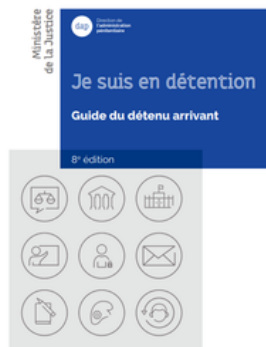 Ministère
de la Justice
dap
Direction de
l'administration
pénitentiaire
Je suis en détention
Guide du détenu arrivant
8e édition